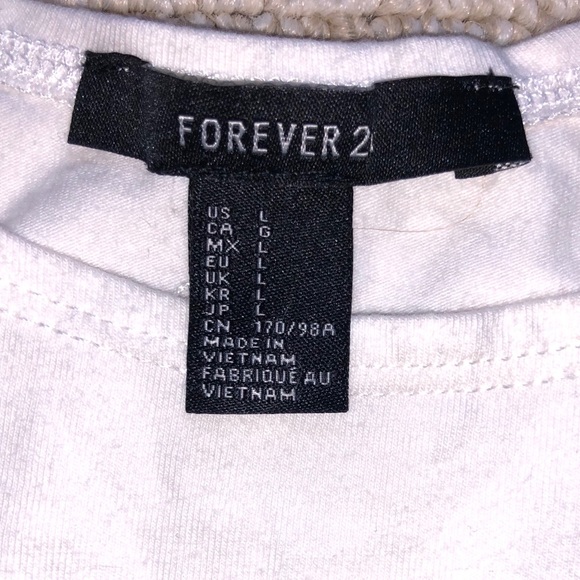 FOREVER 2
US L
CA G
MX L
EU L
UK L
KR L
JP L
CN 170/98A
MADE IN
VIETNAM
FABRIQUÉ AU
VIETNAM